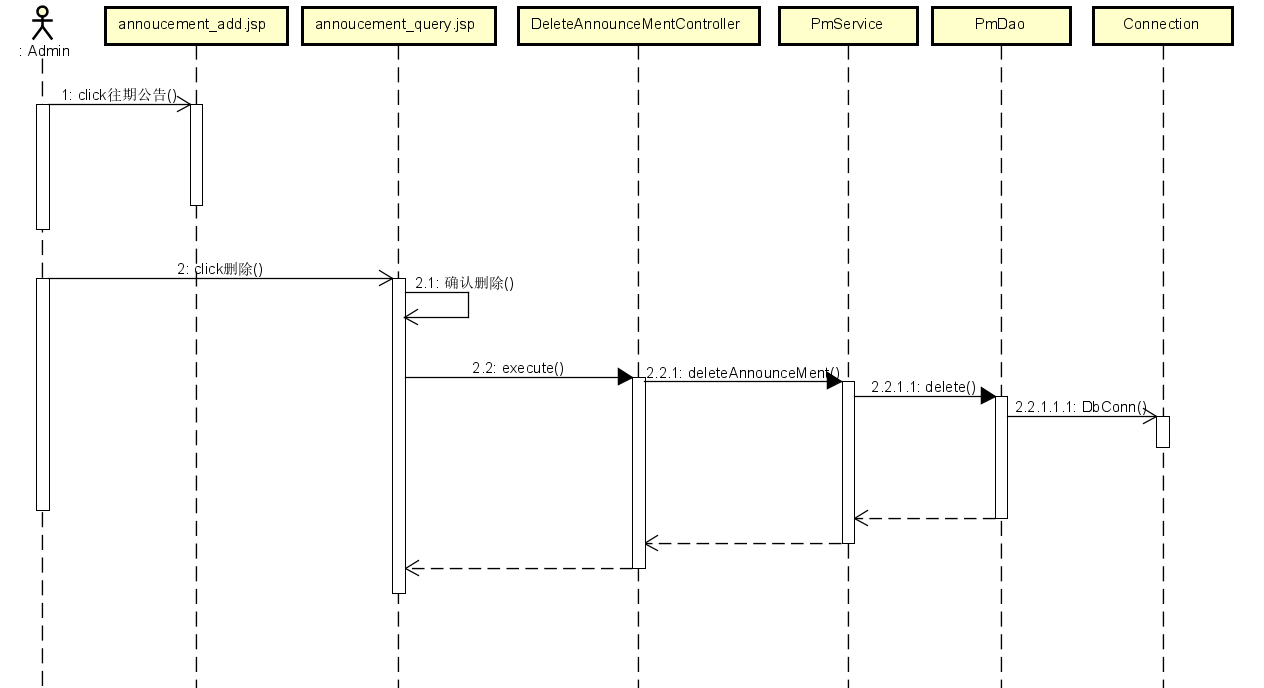 : Admin
annoucement_add.jsp
annoucement_query.jsp
DeleteAnnounceMentController
PmService
PmDao
Connection
1: click往期公告()
2: click删除()
2.1: 确认删除()
2.2: execute()
2.2.1: deleteAnnounceMent()
2.2.1.1: delete()
2.2.1.1.1: DbConn()